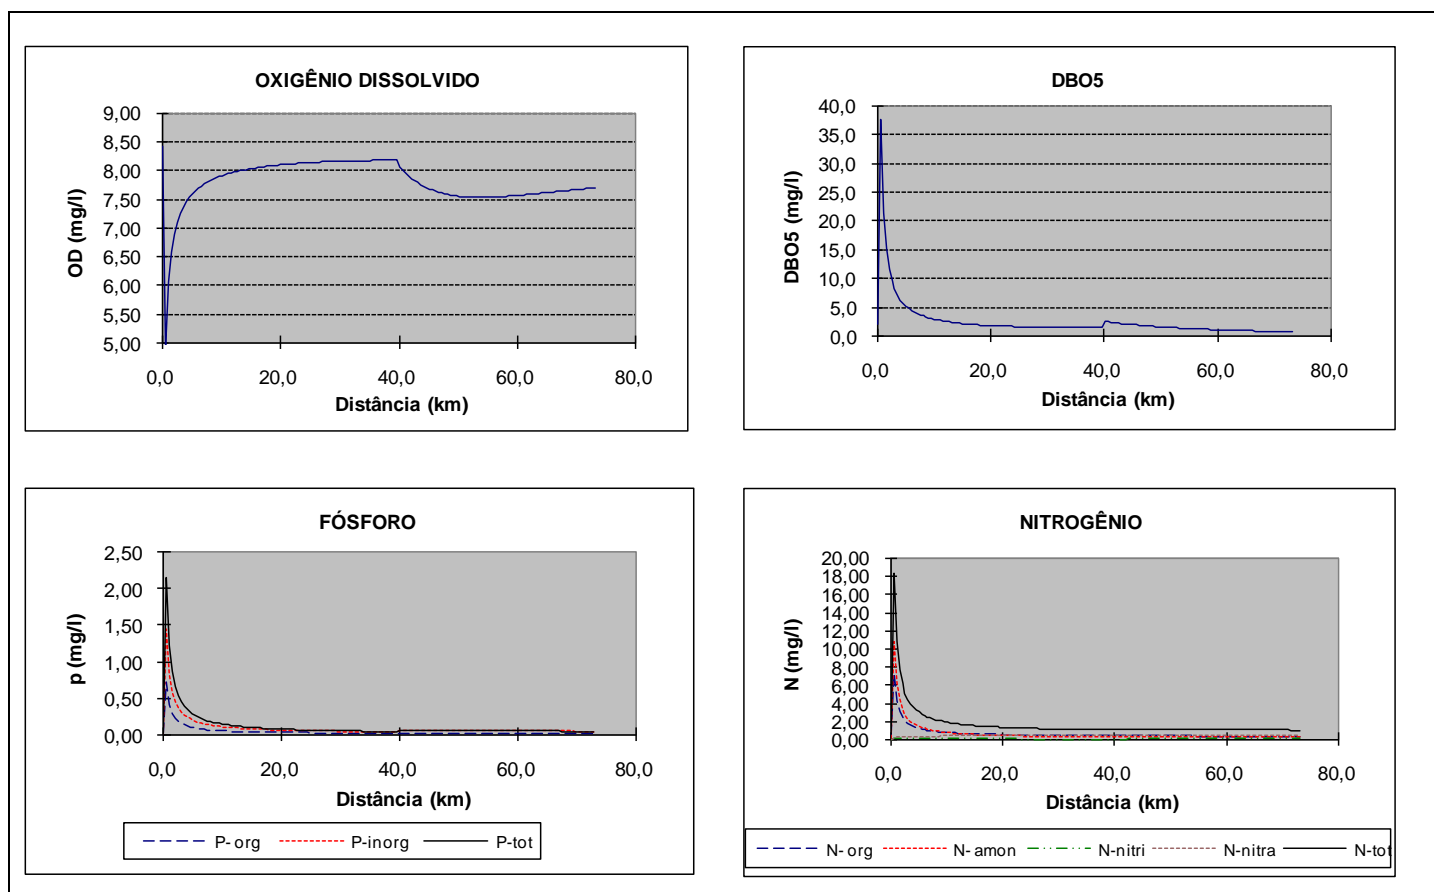 OXIGÊNIO DISSOLVIDO
OD (mg/l)
9,00
8,50
8,00
7,50
7,00
6,50
6,00
5,50
5,00
0,0 20,0 40,0 60,0 80,0
Distância (km)
DBO5
DBO5 (mg/l)
40,0
35,0
30,0
25,0
20,0
15,0
10,0
5,0
0,0
0,0 20,0 40,0 60,0 80,0
Distância (km)
FÓSFORO
p (mg/l)
2,50
2,00
1,50
1,00
0,50
0,00
0,0 20,0 40,0 60,0 80,0
Distância (km)
P-org P-inorg P-tot
NITROGÊNIO
N (mg/l)
20,00
18,00
16,00
14,00
12,00
10,00
8,00
6,00
4,00
2,00
0,00
0,0 20,0 40,0 60,0 80,0
Distância (km)
N-org N-amon N-nitri N-nitra N-tot